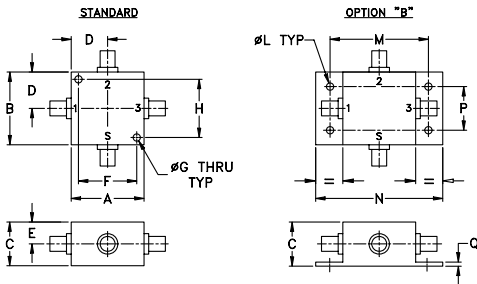 STANDARD
D
2
D
B
1
3
H
S
F
A
ØG THRU
TYP
E
C
OPTION "B"
ØL TYP
M
2
1
3
P
S
=
=
N
C
Q